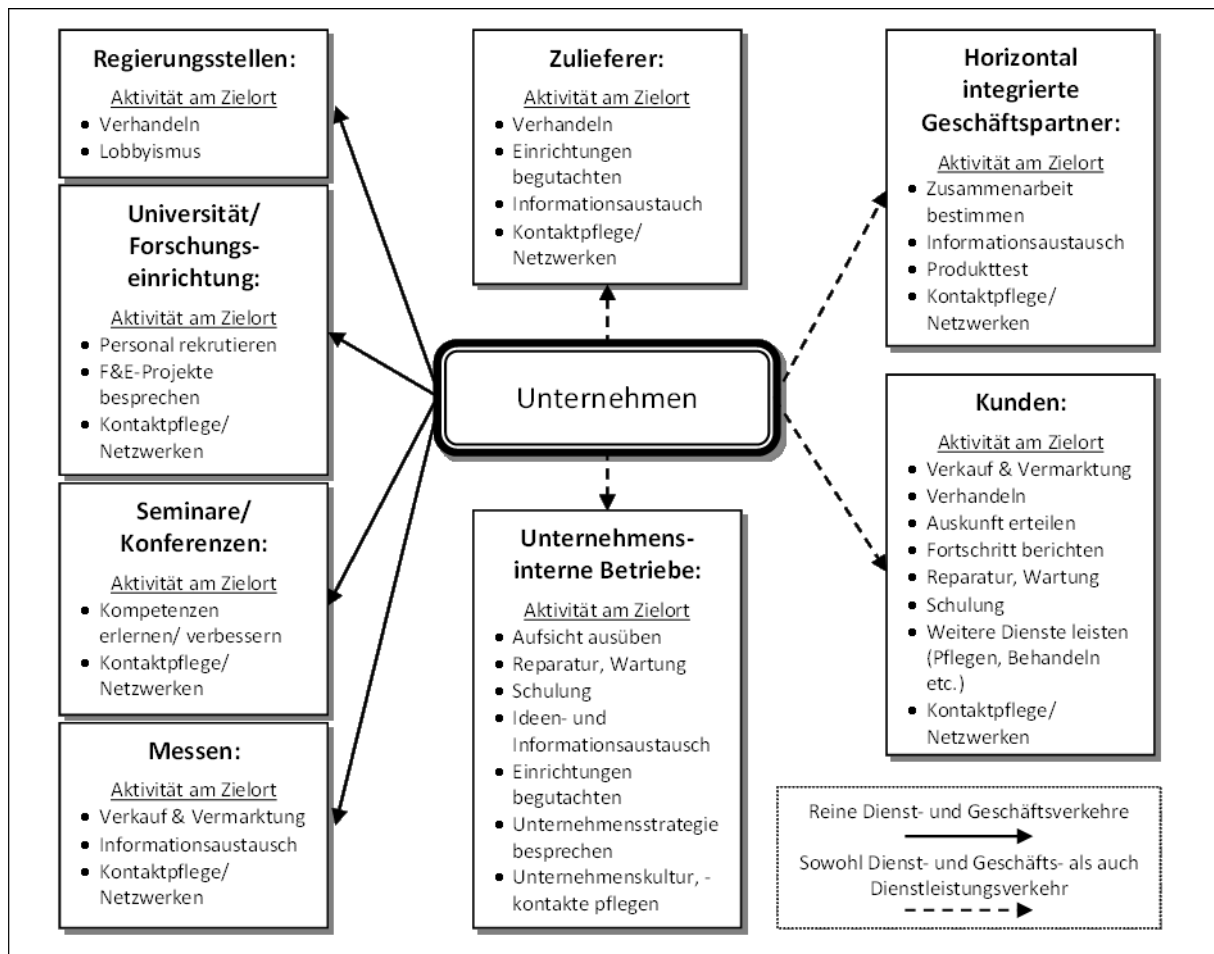 Regierungsstellen:
Aktivität am Zielort
• Verhandeln
• Lobbyismus
Universität/
Forschungs-
einrichtung:
Aktivität am Zielort
• Personal rekrutieren
• F&E-Projekte
besprechen
• Kontaktpflege/
Netzwerken
Seminare/
Konferenzen:
Aktivität am Zielort
• Kompetenzen
erlernen/ verbessern
• Kontaktpflege/
Netzwerken
Messen:
Aktivität am Zielort
• Verkauf & Vermarktung
• Informationsaustausch
• Kontaktpflege/
Netzwerken
Zulieferer:
Aktivität am Zielort
• Verhandeln
• Einrichtungen
begutachten
• Informationsaustauch
• Kontaktpflege/
Netzwerken
Unternehmen
Unternehmens-
interne Betriebe:
Aktivität am Zielort
• Aufsicht ausüben
• Reparatur, Wartung
• Schulung
• Ideen- und
Informationsaustausch
• Einrichtungen
begutachten
• Unternehmensstrategie
besprechen
• Unternehmenskultur, -
kontakte pflegen
Horizontal
integrierte
Geschäftspartner:
Aktivität am Zielort
• Zusammenarbeit
bestimmen
• Informationsaustausch
• Produkttest
• Kontaktpflege/
Netzwerken
Kunden:
Aktivität am Zielort
• Verkauf & Vermarktung
• Verhandeln
• Auskunft erteilen
• Fortschritt berichten
• Reparatur, Wartung
• Schulung
• Weitere Dienste leisten
(Pflegen, Behandeln
etc.)
• Kontaktpflege/
Netzwerken
Reine Dienst- und Geschäftsverkehre
Sowohl Dienst- und Geschäfts- als auch
Dienstleistungsverkehr